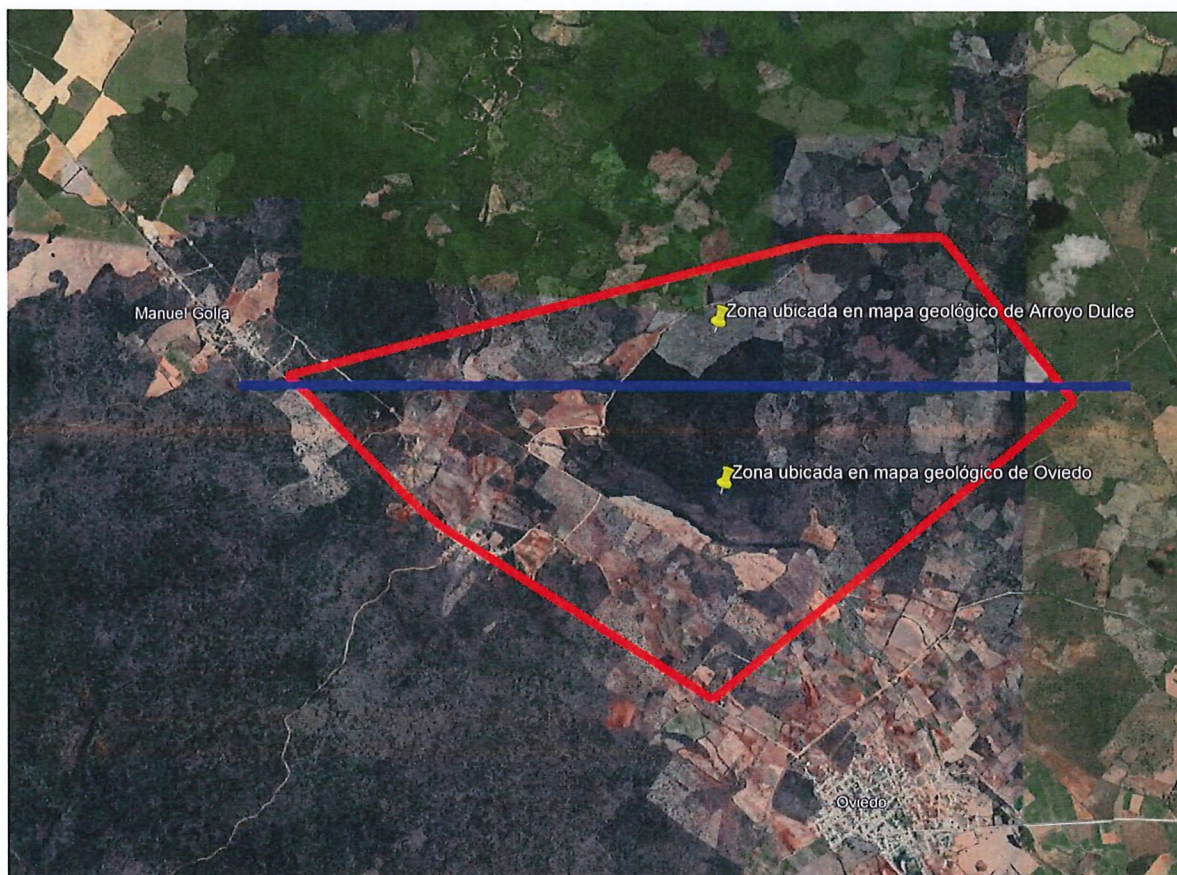 Manuel Golla
Zona ubicada en mapa geológico de Arroyo Dulce
Zona ubicada en mapa geológico de Oviedo
Oviedo